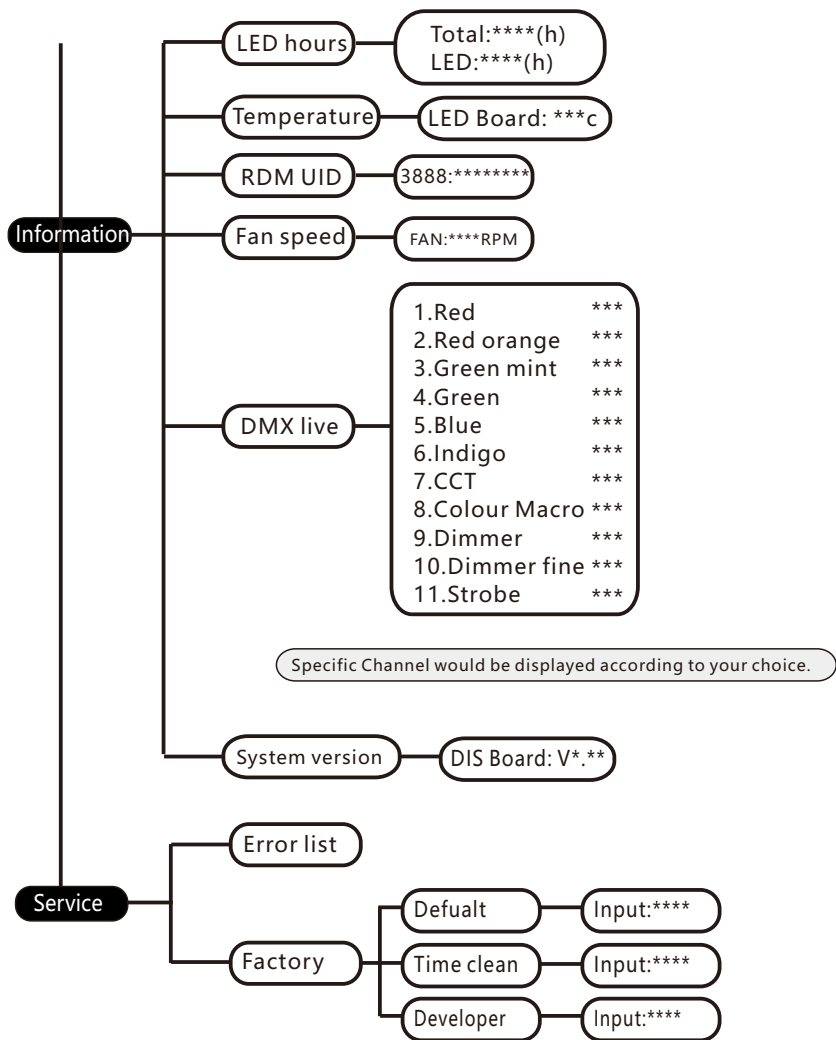 LED hours
Total:****(h)
LED:****(h)
Temperature
LED Board: ***c
RDM UID
3888:********
Information
Fan speed
FAN:****RPM
DMX live
1.Red ***
2.Red orange ***
3.Green mint ***
4.Green ***
5.Blue ***
6.Indigo ***
7.CCT ***
8.Colour Macro ***
9.Dimmer ***
10.Dimmer fine ***
11.Strobe ***
Specific Channel would be displayed according to your choice.
System version
DIS Board: V*.**
Service
Error list
Factory
Defualt
Input:****
Time clean
Input:****
Developer
Input:****